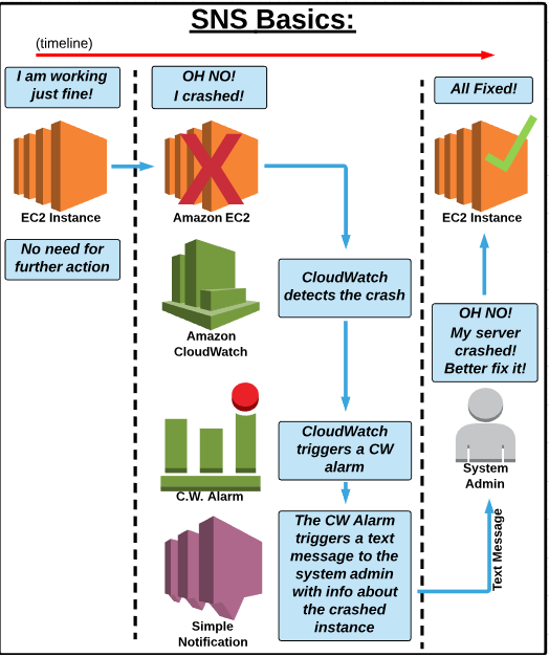 SNS Basics:
(timeline)
I am working
just fine!
EC2 Instance
No need for
further action
OH NO!
I crashed!
Amazon EC2
Amazon
CloudWatch
C.W. Alarm
Simple
Notification
CloudWatch
detects the crash
CloudWatch
triggers a CW
alarm
The CW Alarm
triggers a text
message to the
system admin
with info about
the crashed
instance
Text Message
System
Admin
OH NO!
My server
crashed!
Better fix it!
EC2 Instance
All Fixed!